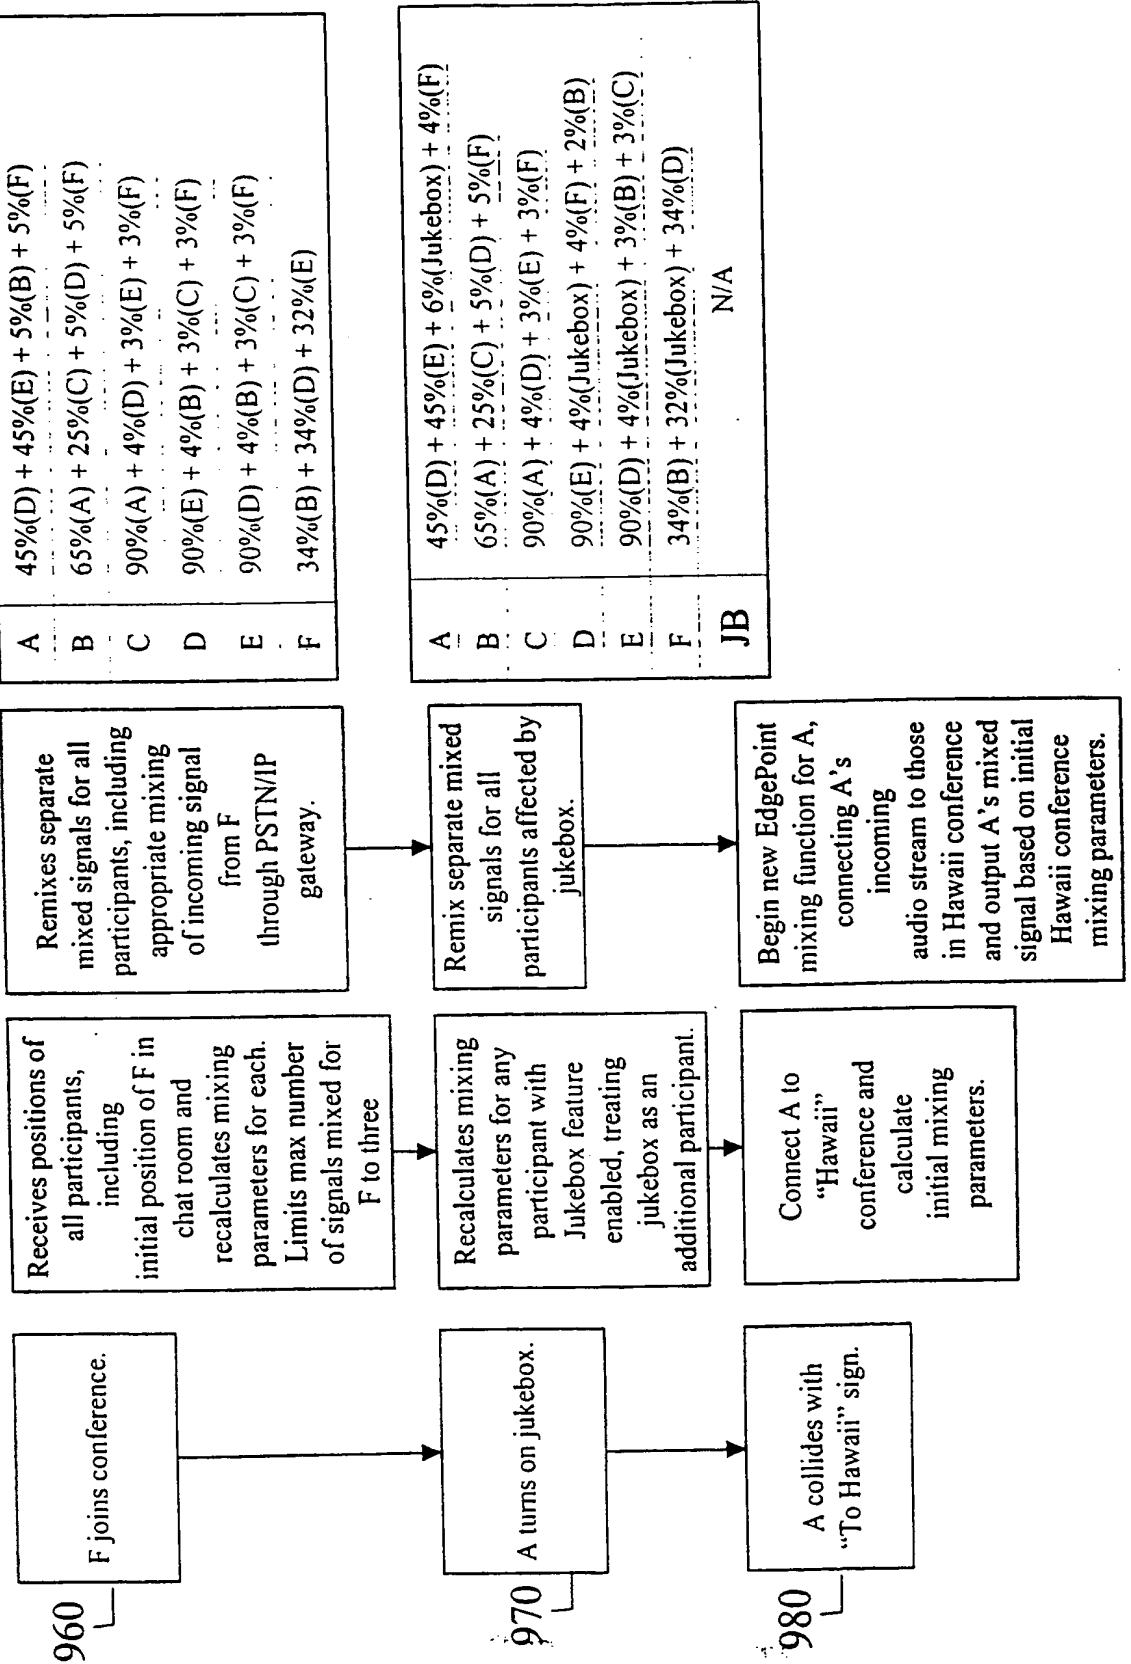 960
F joins conference.
Receives positions of
all participants,
including
initial position of F in
chat room and
recalculates mixing
parameters for each.
Limits max number
of signals mixed for
F to three
Remixes separate
mixed signals for all
participants, including
appropriate mixing
of incoming signal
from F
through PSTN/IP
gateway.
A 45%(D) + 45%(E) + 5%(B) + 5%(F)
B 65%(A) + 25%(C) + 5%(D) + 5%(F)
C 90%(A) + 4%(D) + 3%(E) + 3%(F)
D 90%(E) + 4%(B) + 3%(C) + 3%(F)
E 90%(D) + 4%(B) + 3%(C) + 3%(F)
F 34%(B) + 34%(D) + 32%(E)
970
A turns on jukebox.
Recalculates mixing
parameters for any
participant with
Jukebox feature
enabled, treating
jukebox as an
additional participant.
Remix separate mixed
signals for all
participants affected by
jukebox.
A 45%(D) + 45%(E) + 6%(Jukebox) + 4%(F)
B 65%(A) + 25%(C) + 5%(D) + 5%(F)
C 90%(A) + 4%(D) + 3%(E) + 3%(F)
D 90%(E) + 4%(Jukebox) + 4%(F) + 2%(B)
E 90%(D) + 4%(Jukebox) + 3%(B) + 3%(C)
F 34%(B) + 32%(Jukebox) + 34%(D)
JB N/A
980
A collides with
“To Hawaii” sign.
Connect A to
“Hawaii”
conference and
calculate
initial mixing
parameters.
Begin new EdgePoint
mixing function for A,
connecting A's
incoming
audio stream to those
in Hawaii conference
and output A's mixed
signal based on initial
Hawaii conference
mixing parameters.